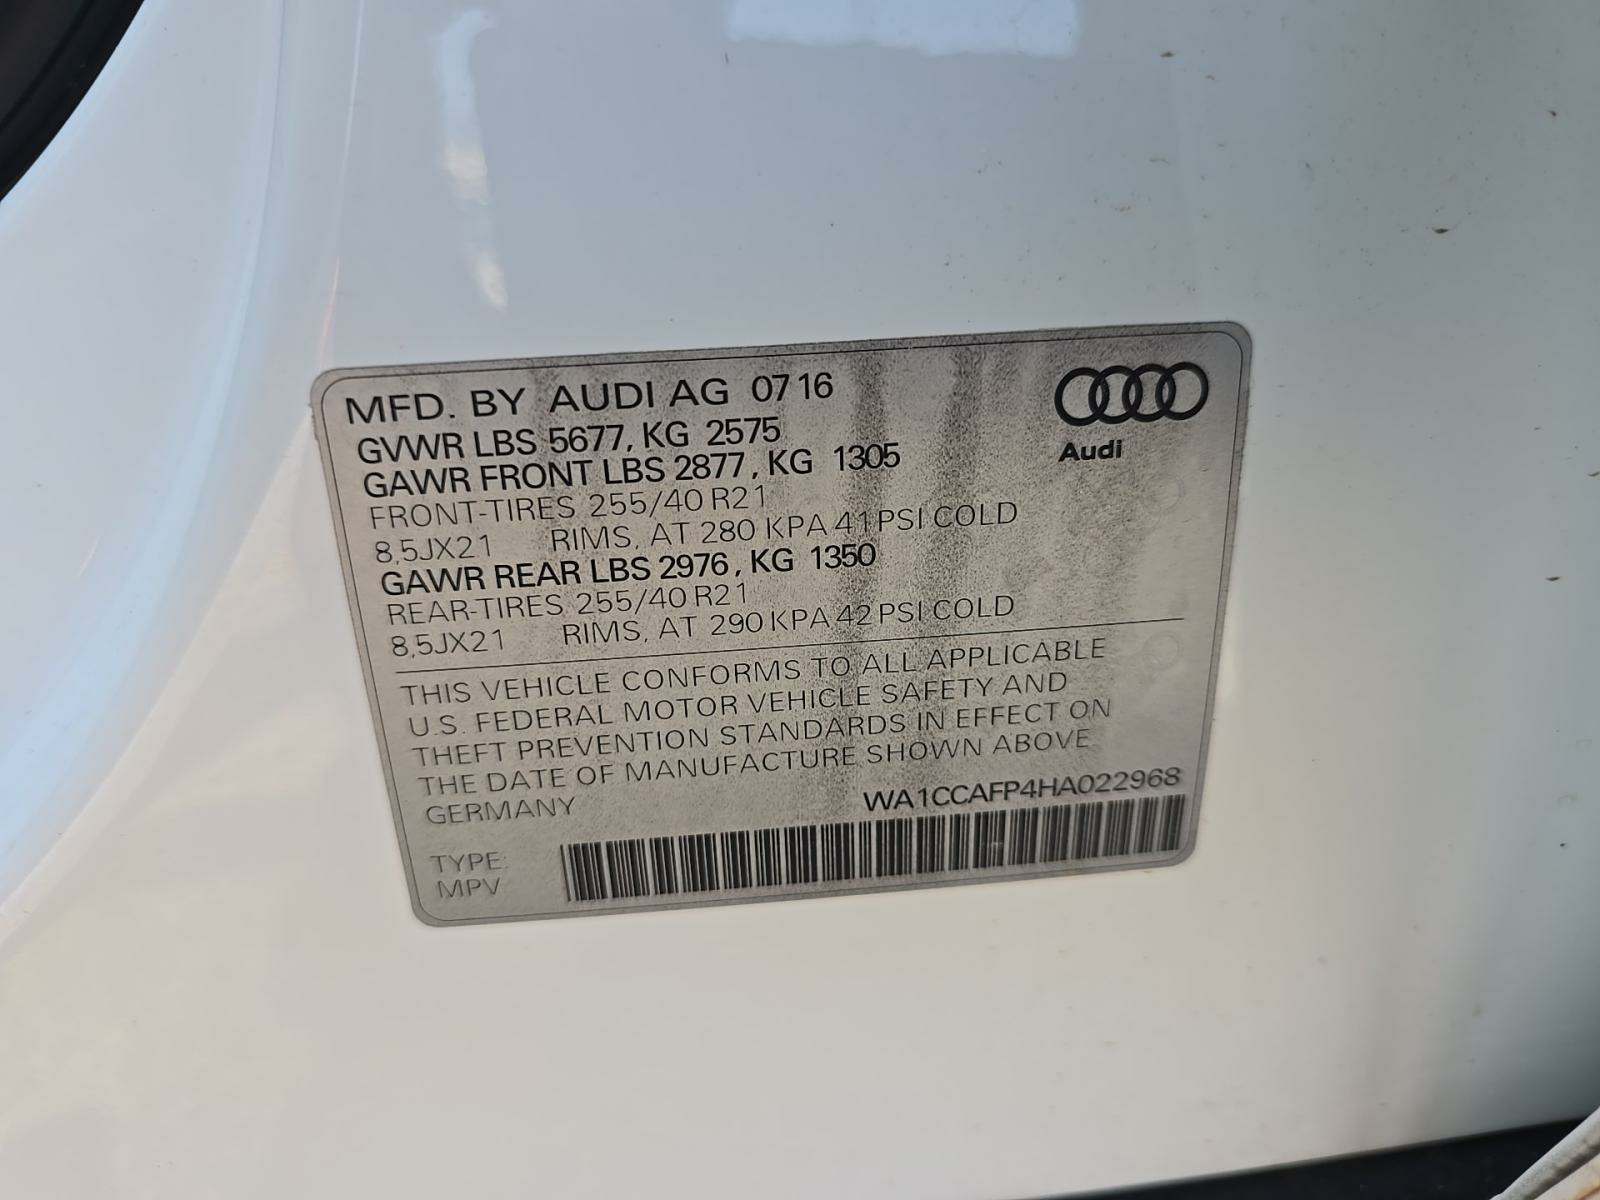 MFD. BY AUDI AG 0716
GVWR LBS 5677, KG 2575
GAWR FRONT LBS 2877, KG 1305
FRONT-TIRES 255/40 R21
8,5JX21 RIMS, AT 280 KPA 41 PSI COLD
GAWR REAR LBS 2976, KG 1350
REAR-TIRES 255/40 R21
8,5JX21 RIMS, AT 290 KPA 42 PSI COLD
Audi
THIS VEHICLE CONFORMS TO ALL APPLICABLE
U.S. FEDERAL MOTOR VEHICLE SAFETY AND
THEFT PREVENTION STANDARDS IN EFFECT ON
THE DATE OF MANUFACTURE SHOWN ABOVE
GERMANY WA1CCAFP4HA022968
TYPE:
MPV